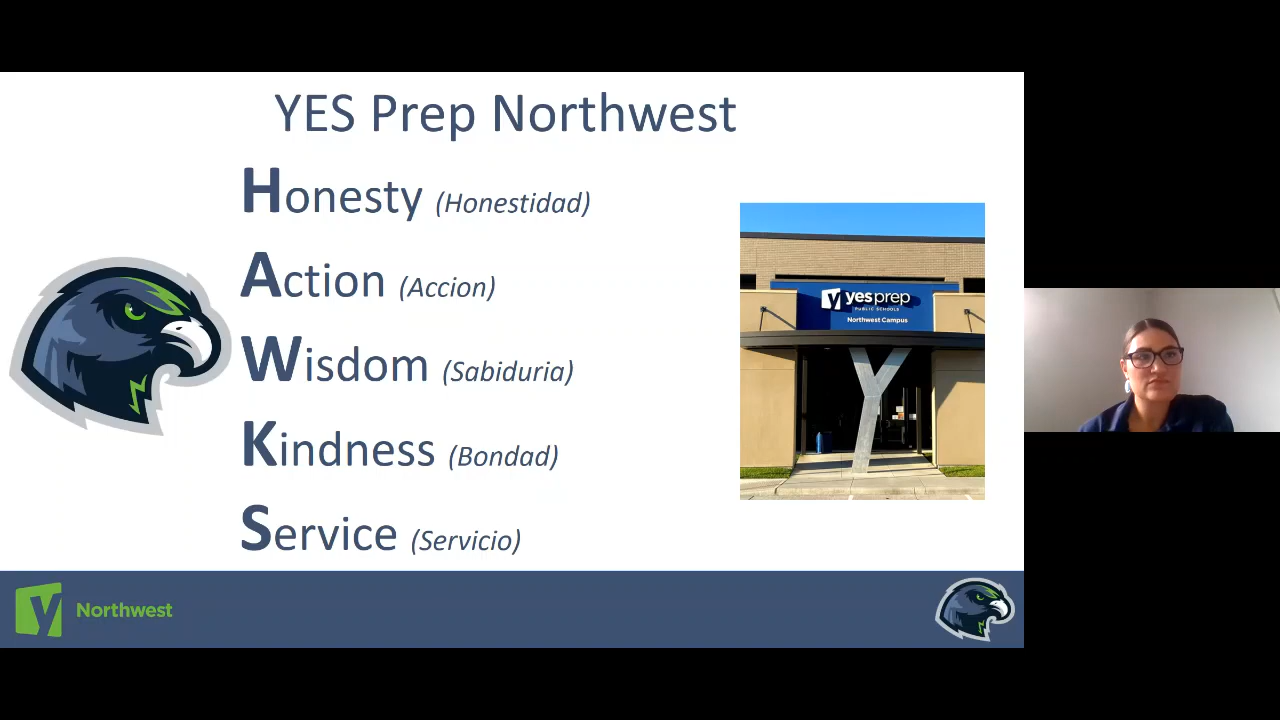 YES Prep Northwest
Honesty (Honestidad)
Action (Accion)
Wisdom (Sabiduria)
Kindness (Bondad)
Service (Servicio)
yes prep
PUBLIC SCHOOLS
Northwest Campus
Northwest